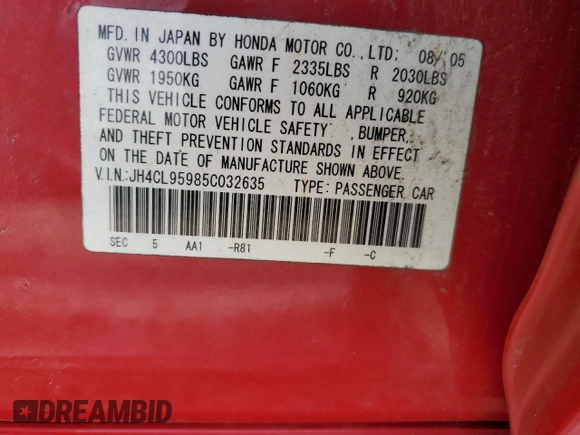 MFD. IN JAPAN BY HONDA MOTOR CO.,LTD; 08/ 05
GVWR 4300LBS GAWR F 2335LBS R 2030LBS
GVWR 1950KG GAWR F 1060KG R 920KG
THIS VEHICLE CONFORMS TO ALL APPLICABLE
FEDERAL MOTOR VEHICLE SAFETY ,BUMPER,
AND THEFT PREVENTION STANDARDS IN EFFECT
ON THE DATE OF MANUFACTURE SHOWN ABOVE.
V.I.N.:JH4CL95985C032635 TYPE: PASSENGER CAR
SEC 5 AA1 -R81 -F -C
DREAMBID